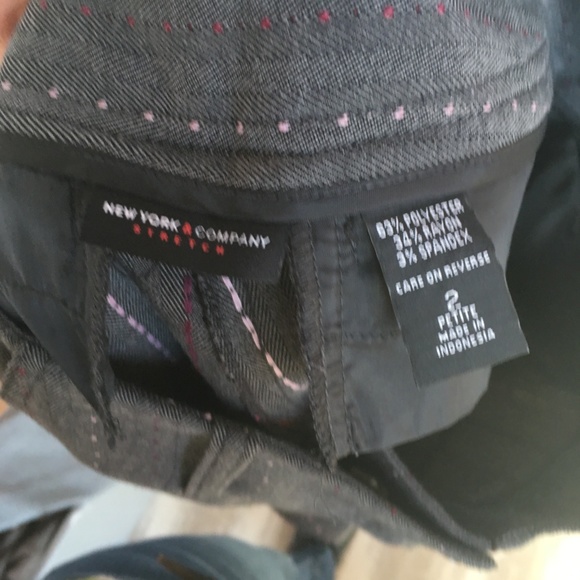 NEW YORK & COMPANY
STRETCH
63% POLYESTER
34% RAYON
3% SPANDEX
CARE ON REVERSE
2
PETITE
MADE IN
INDONESIA